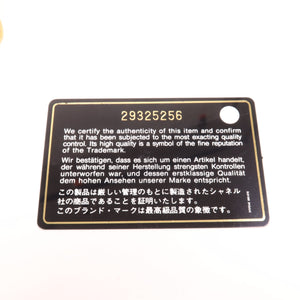 29325256
We certify the authenticity of this item and confirm
that it has been subjected to the most exacting quality
control. Its high quality is a symbol of the fine reputation
of the Trademark.
Wir bestätigen, dass es sich um einen Artikel handelt,
der während seiner Herstellung strengsten Kontrollen
unterworfen war, und dessen erstklassige Qualität
dem hohen Ansehen unserer Marke entspricht.
この製品は厳しい管理のもとに製造されたシャネル
社の商品であることを証明いたします。
このブランド・マークは最高級品質の象徴です。